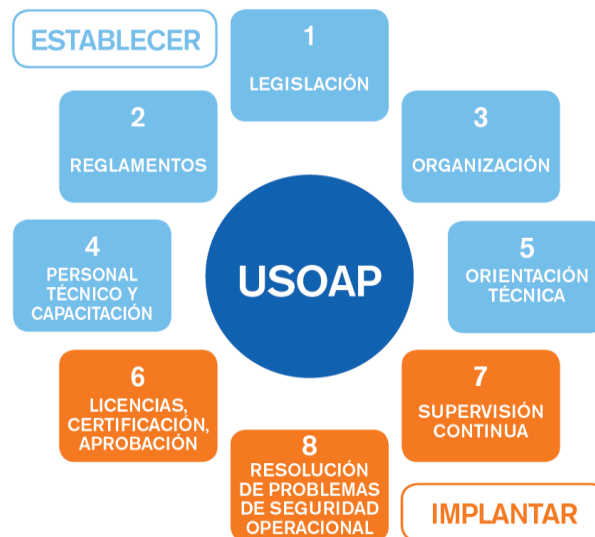 ESTABLECER
1
LEGISLACIÓN
2
REGLAMENTOS
3
ORGANIZACIÓN
4
PERSONAL
TÉCNICO Y
CAPACITACIÓN
USOAP
5
ORIENTACIÓN
TÉCNICA
6
LICENCIAS,
CERTIFICACIÓN,
APROBACIÓN
7
SUPERVISIÓN
CONTINUA
8
RESOLUCIÓN
DE PROBLEMAS
DE SEGURIDAD
OPERACIONAL
IMPLANTAR